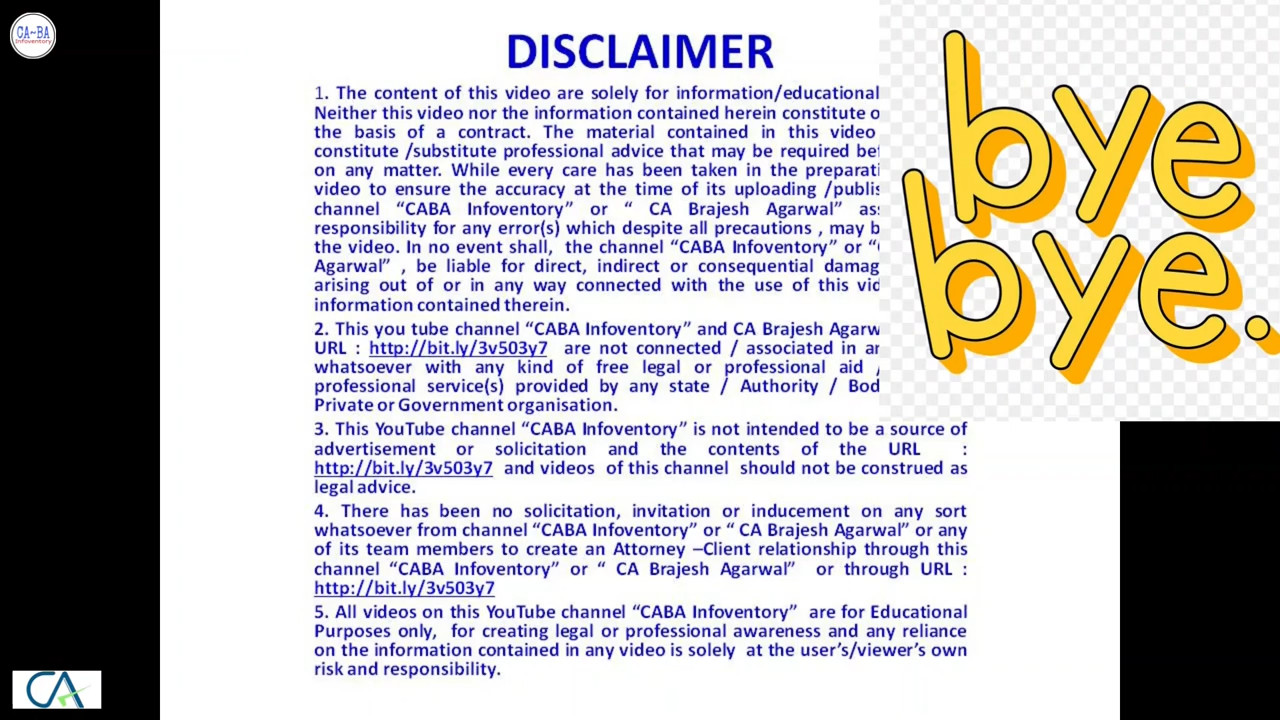 CA~BA
Infoventory
DISCLAIMER
1. The content of this video are solely for information/educational
Neither this video nor the information contained herein constitute
the basis of a contract. The material contained in this video
constitute /substitute professional advice that may be required
on any matter. While every care has been taken in the
video to ensure the accuracy at the time of its uploading
channel “CABA Infoventory” or “ CA Brajesh Agarwal”
responsibility for any error(s) which despite all precautions , may
the video. In no event shall, the channel “CABA Infoventory” or
Agarwal” , be liable for direct, indirect or consequential
arising out of or in any way connected with the use of this
information contained therein.
2. This you tube channel “CABA Infoventory” and CA Brajesh
URL : http://bit.ly/3v503y7 are not connected / associated in
whatsoever with any kind of free legal or professional aid
professional service(s) provided by any state / Authority /
Private or Government organisation.
3. This YouTube channel “CABA Infoventory” is not intended to be a source of
advertisement or solicitation and the contents of the URL :
http://bit.ly/3v503y7 and videos of this channel should not be construed as
legal advice.
4. There has been no solicitation, invitation or inducement on any sort
whatsoever from channel “CABA Infoventory” or “ CA Brajesh Agarwal” or any
of its team members to create an Attorney –Client relationship through this
channel “CABA Infoventory” or “ CA Brajesh Agarwal” or through URL :
http://bit.ly/3v503y7
5. All videos on this YouTube channel “CABA Infoventory” are for Educational
Purposes only, for creating legal or professional awareness and any reliance
on the information contained in any video is solely at the user’s/viewer’s own
risk and responsibility.
bye
bye.
CA